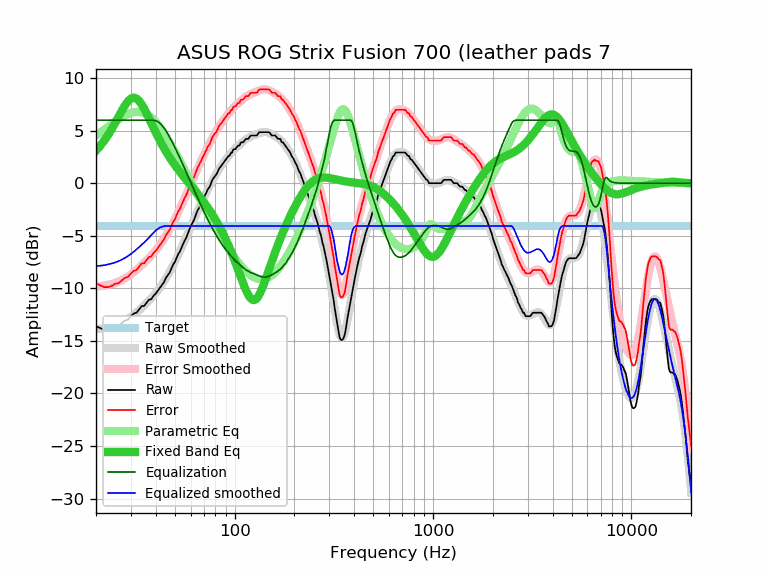 ASUS ROG Strix Fusion 700 (leather pads 7
10
5
0
−5
−10
−15
−20
−25
−30
Amplitude (dBr)
Target
Raw Smoothed
Error Smoothed
Raw
Error
Parametric Eq
Fixed Band Eq
Equalization
Equalized smoothed
100
1000
10000
Frequency (Hz)